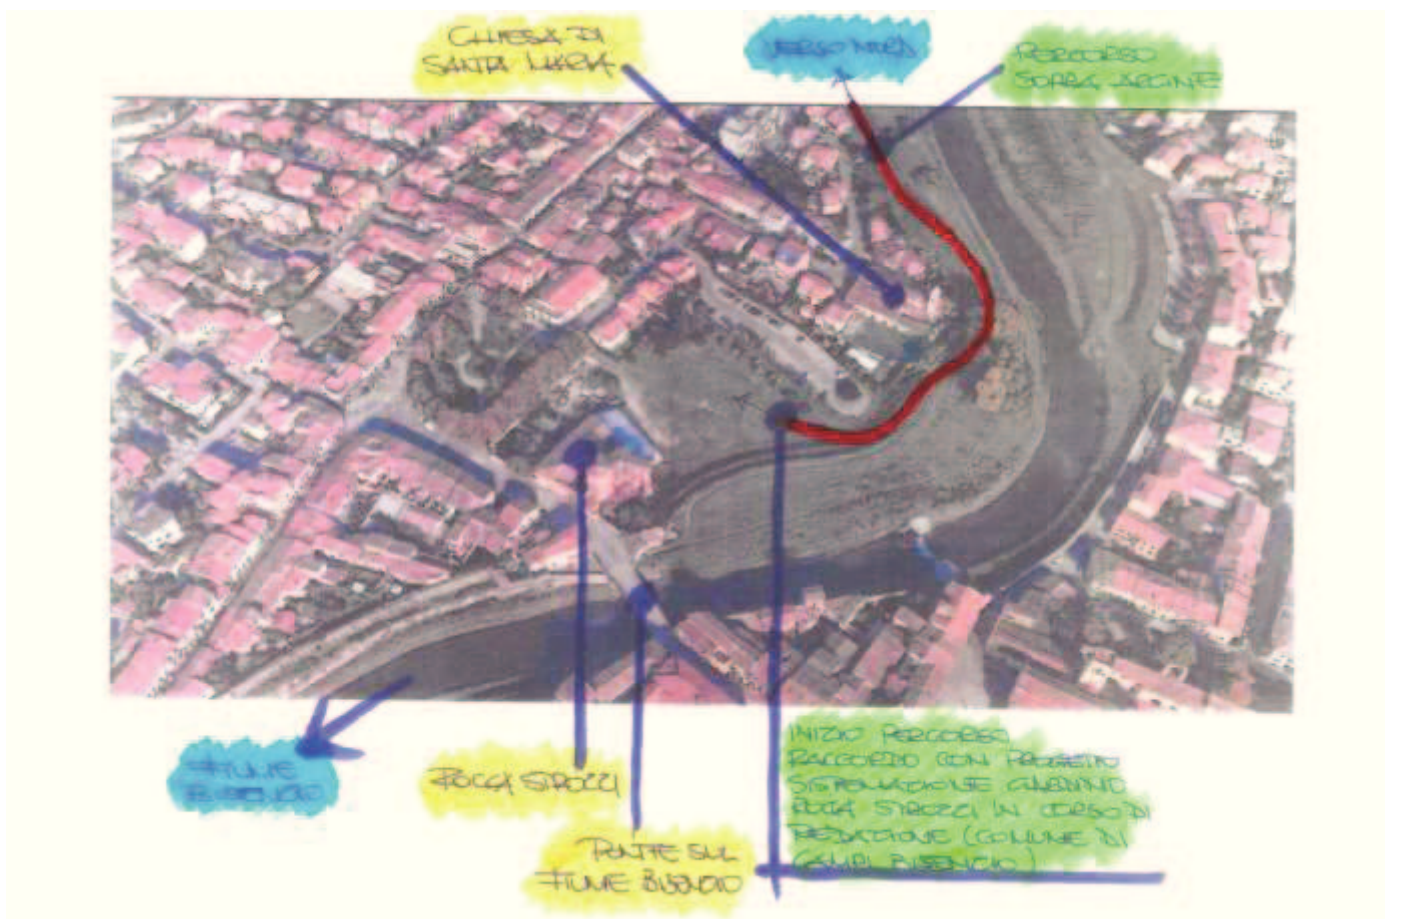 CHIESA DI
SANTA MARIA
VERSO NORD
PERCORSO
SOPRA ARGINE
FIUME
BISENZIO
ROCCA STROZZI
PONTE SUL
FIUME BISENZIO
INIZIO PERCORSO
RACCORDO CON PROGETTO
SISTEMAZIONE GIARDINO
ROCCA STROZZI IN CORSO DI
REDAZIONE (COMUNE DI
CAMPI BISENZIO)